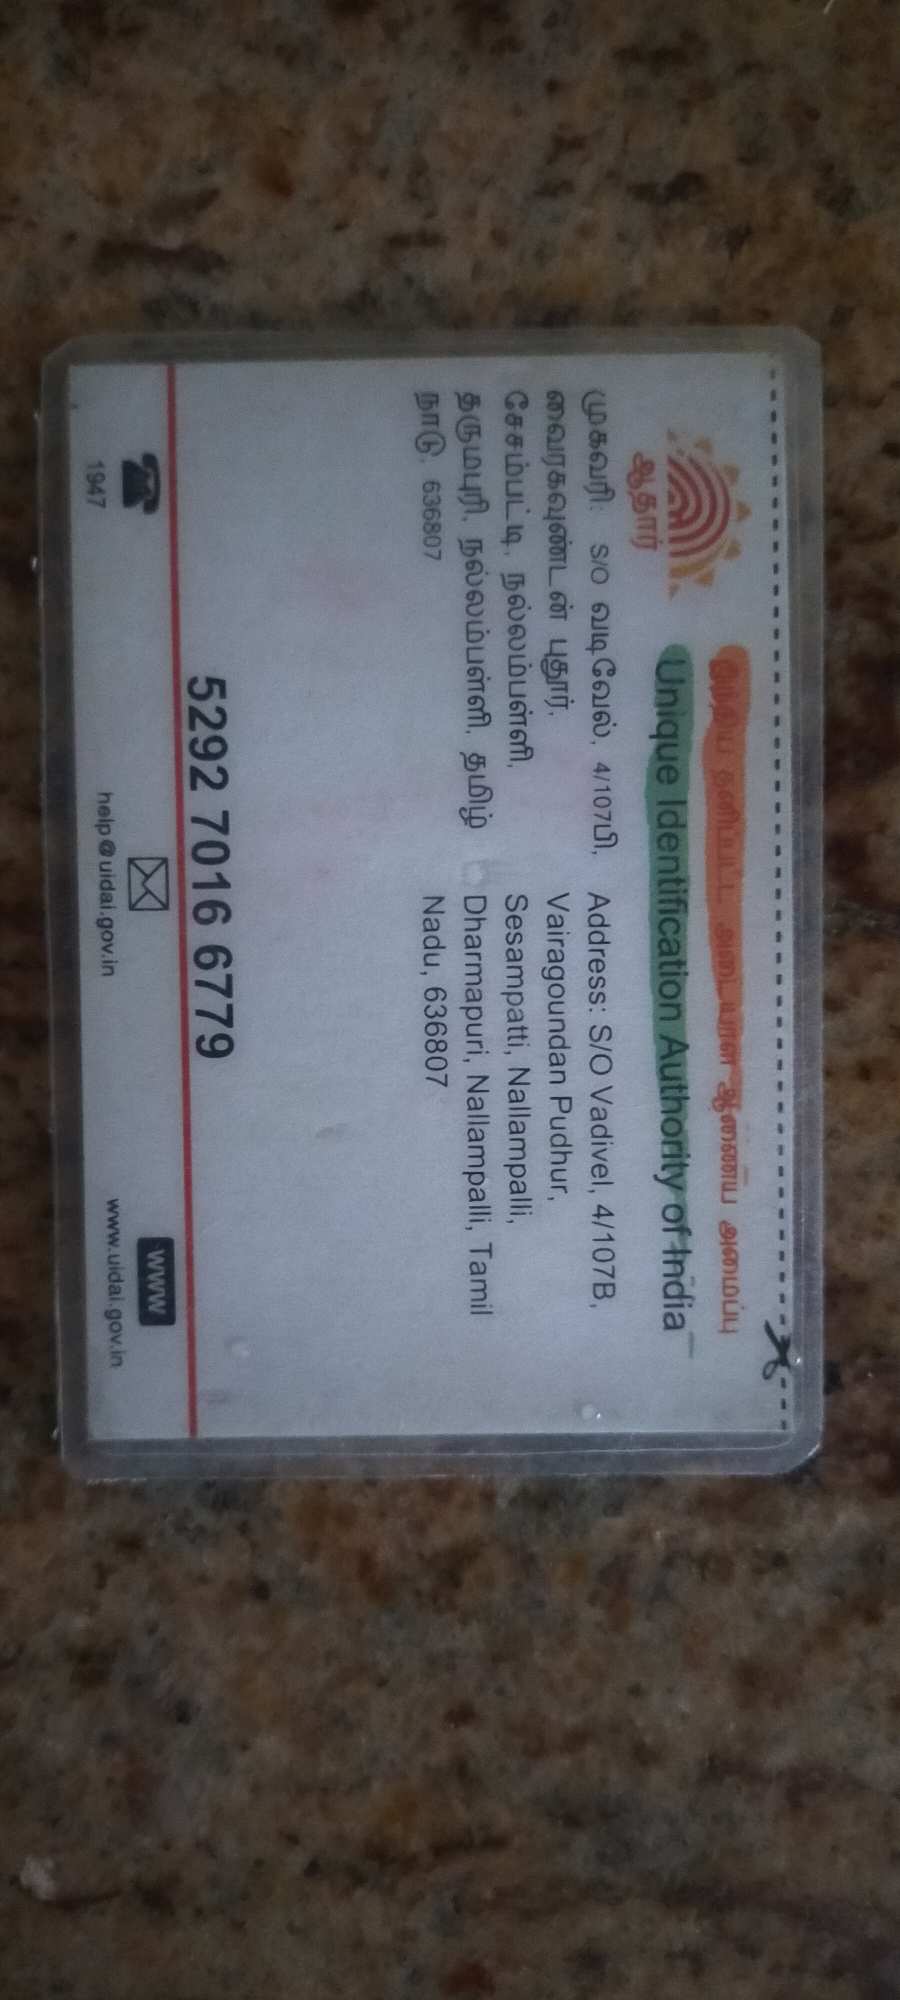 இந்திய தனிப்பட்ட அடையாள ஆணைய அமைப்பு
Unique Identification Authority of India
ஆதார்
முகவரி: S/O வடிவேல், 4/107பி,
வைரகவுண்டன் புதூர்,
சேசம்பட்டி, நல்லம்பள்ளி,
தருமபுரி, நல்லம்பள்ளி, தமிழ்
நாடு, 636807
Address: S/O Vadivel, 4/107B,
Vairagoundan Pudhur,
Sesampatti, Nallampalli,
Dharmapuri, Nallampalli, Tamil
Nadu, 636807
5292 7016 6779
1947
help@uidai.gov.in
WWW
www.uidai.gov.in